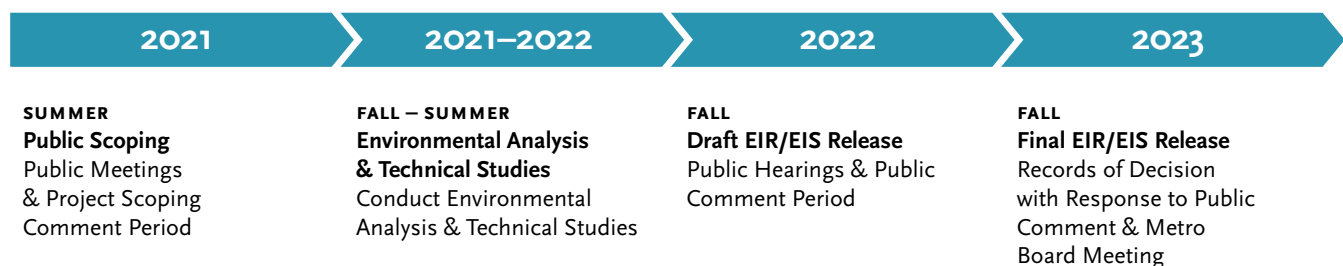 2021
2021–2022
2022
2023
SUMMER
Public Scoping
Public Meetings
& Project Scoping
Comment Period
FALL – SUMMER
Environmental Analysis
& Technical Studies
Conduct Environmental
Analysis & Technical Studies
FALL
Draft EIR/EIS Release
Public Hearings & Public
Comment Period
FALL
Final EIR/EIS Release
Records of Decision
with Response to Public
Comment & Metro
Board Meeting